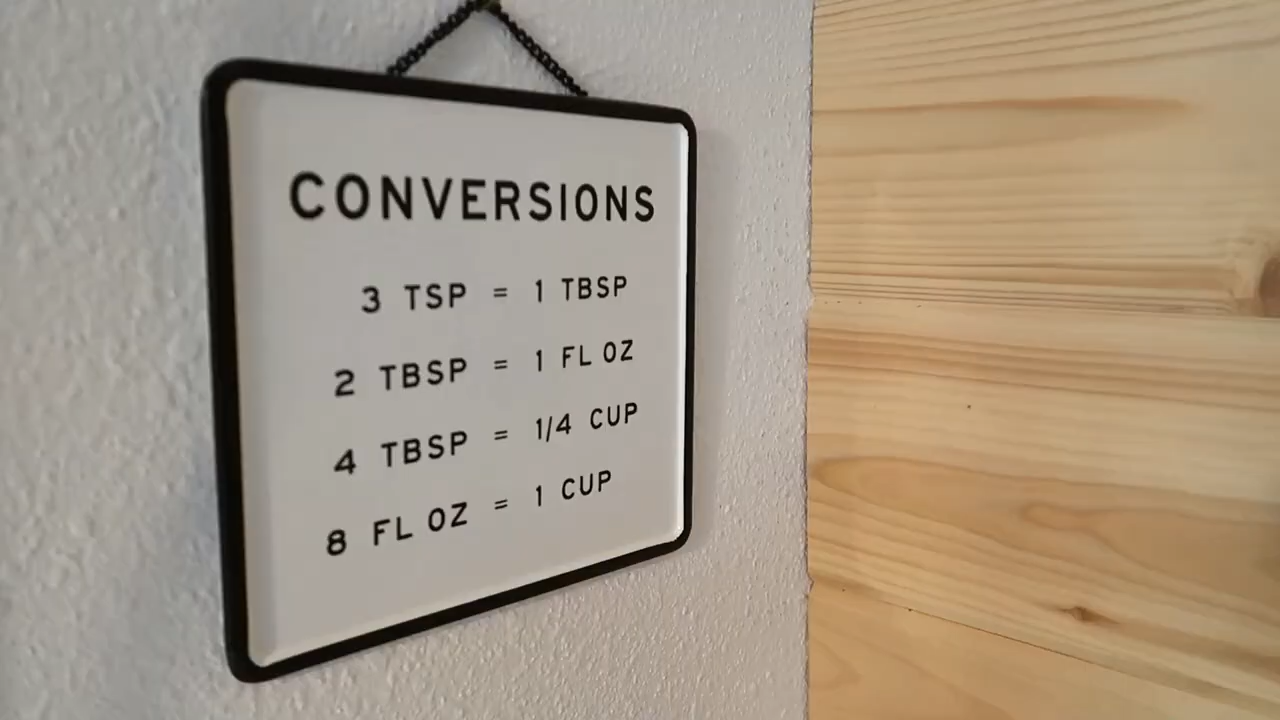 CONVERSIONS
3 TSP = 1 TBSP
2 TBSP = 1 FL OZ
4 TBSP = 1/4 CUP
8 FL OZ = 1 CUP